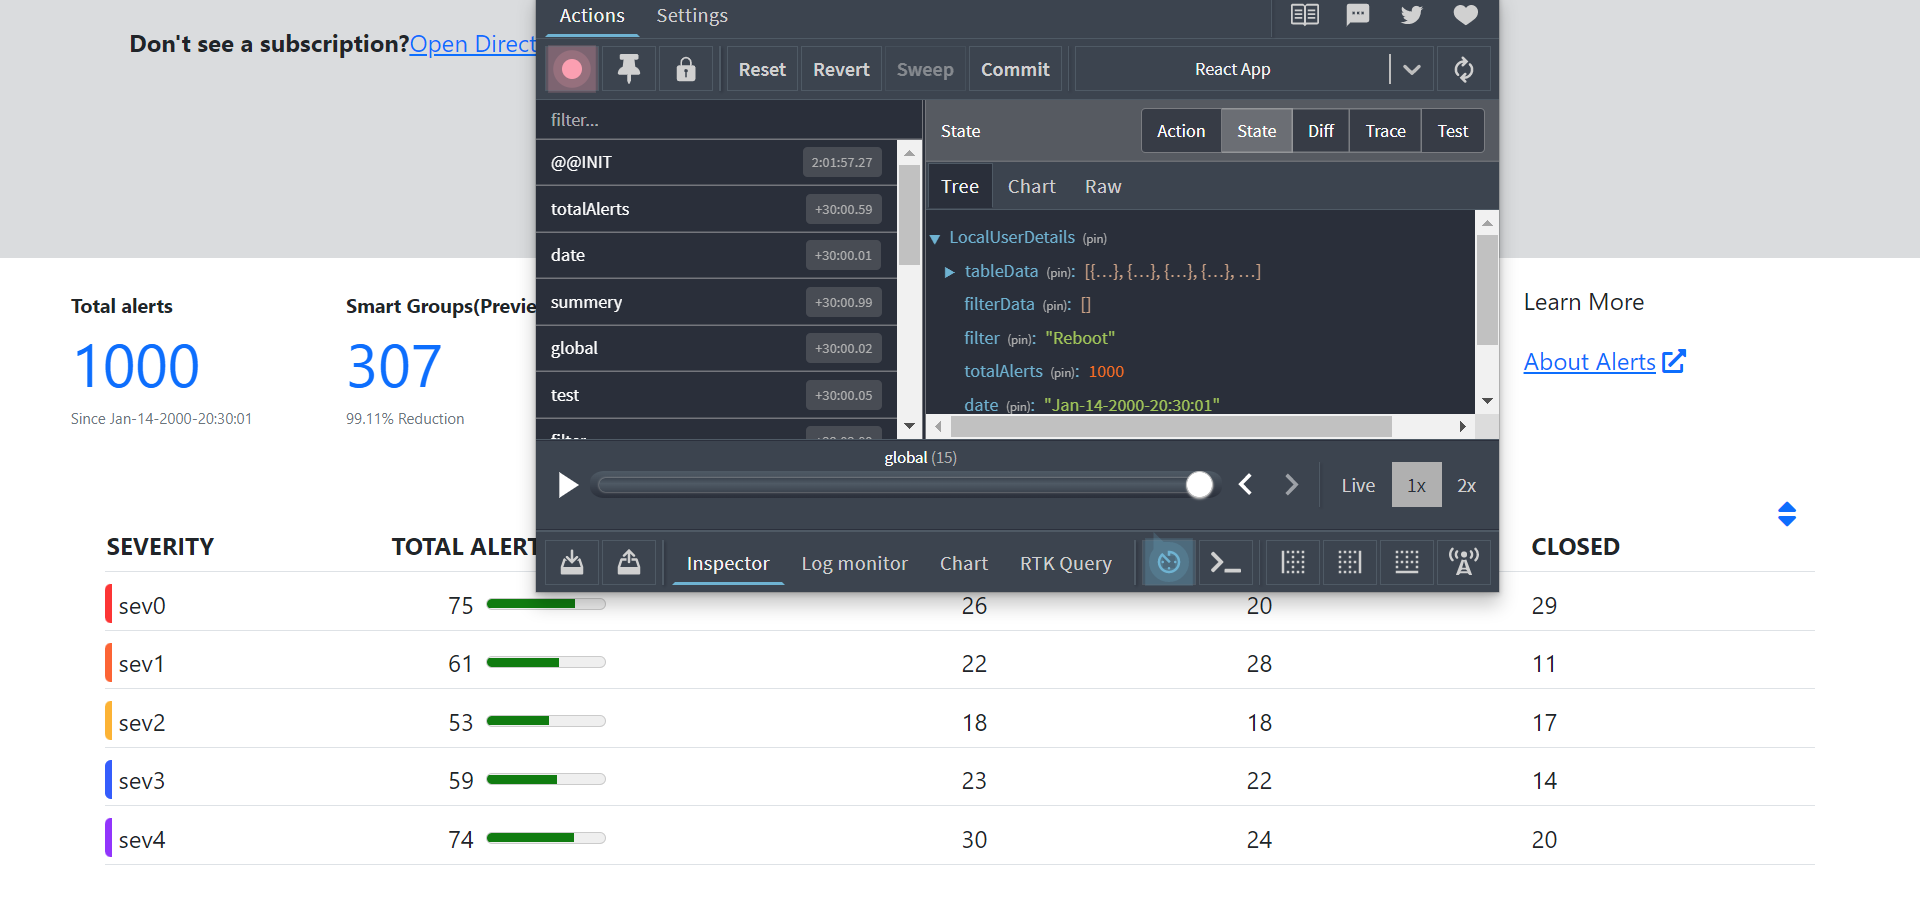 Actions Settings
Don't see a subscription?Open Direct
Reset Revert Sweep Commit React App
filter...
State Action State Diff Trace Test
@@INIT 2:01:57.27
Tree Chart Raw
totalAlerts +30:00.59
LocalUserDetails (pin)
date +30:00.01
tableData (pin): [{...}, {...}, {...}, {...}, ...]
summery +30:00.99
filterData (pin): []
global +30:00.02
filter (pin): "Reboot"
test +30:00.05
totalAlerts (pin): 1000
date (pin): "Jan-14-2000-20:30:01"
filter
Total alerts
1000
Since Jan-14-2000-20:30:01
Smart Groups(Previe
307
99.11% Reduction
Learn More
About Alerts
global (15)
Live 1x 2x
Inspector Log monitor Chart RTK Query
SEVERITY TOTAL ALERT CLOSED
sev0 75 26 20 29
sev1 61 22 28 11
sev2 53 18 18 17
sev3 59 23 22 14
sev4 74 30 24 20